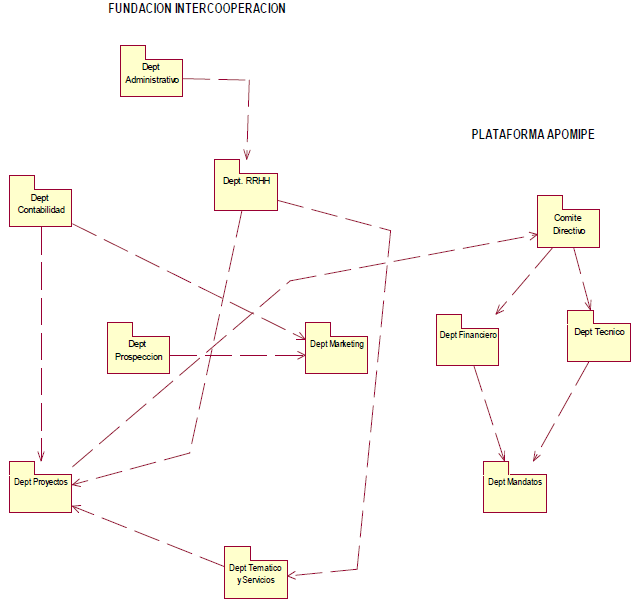 FUNDACION INTERCOOPERACION
Dept
Administrativo
PLATAFORMA APOMIPE
Dept. RRHH
Dept
Contabilidad
Comite
Directivo
Dept
Prospeccion
Dept Marketing
Dept Financiero
Dept Tecnico
Dept Proyectos
Dept Mandatos
Dept Tematico
y Servicios